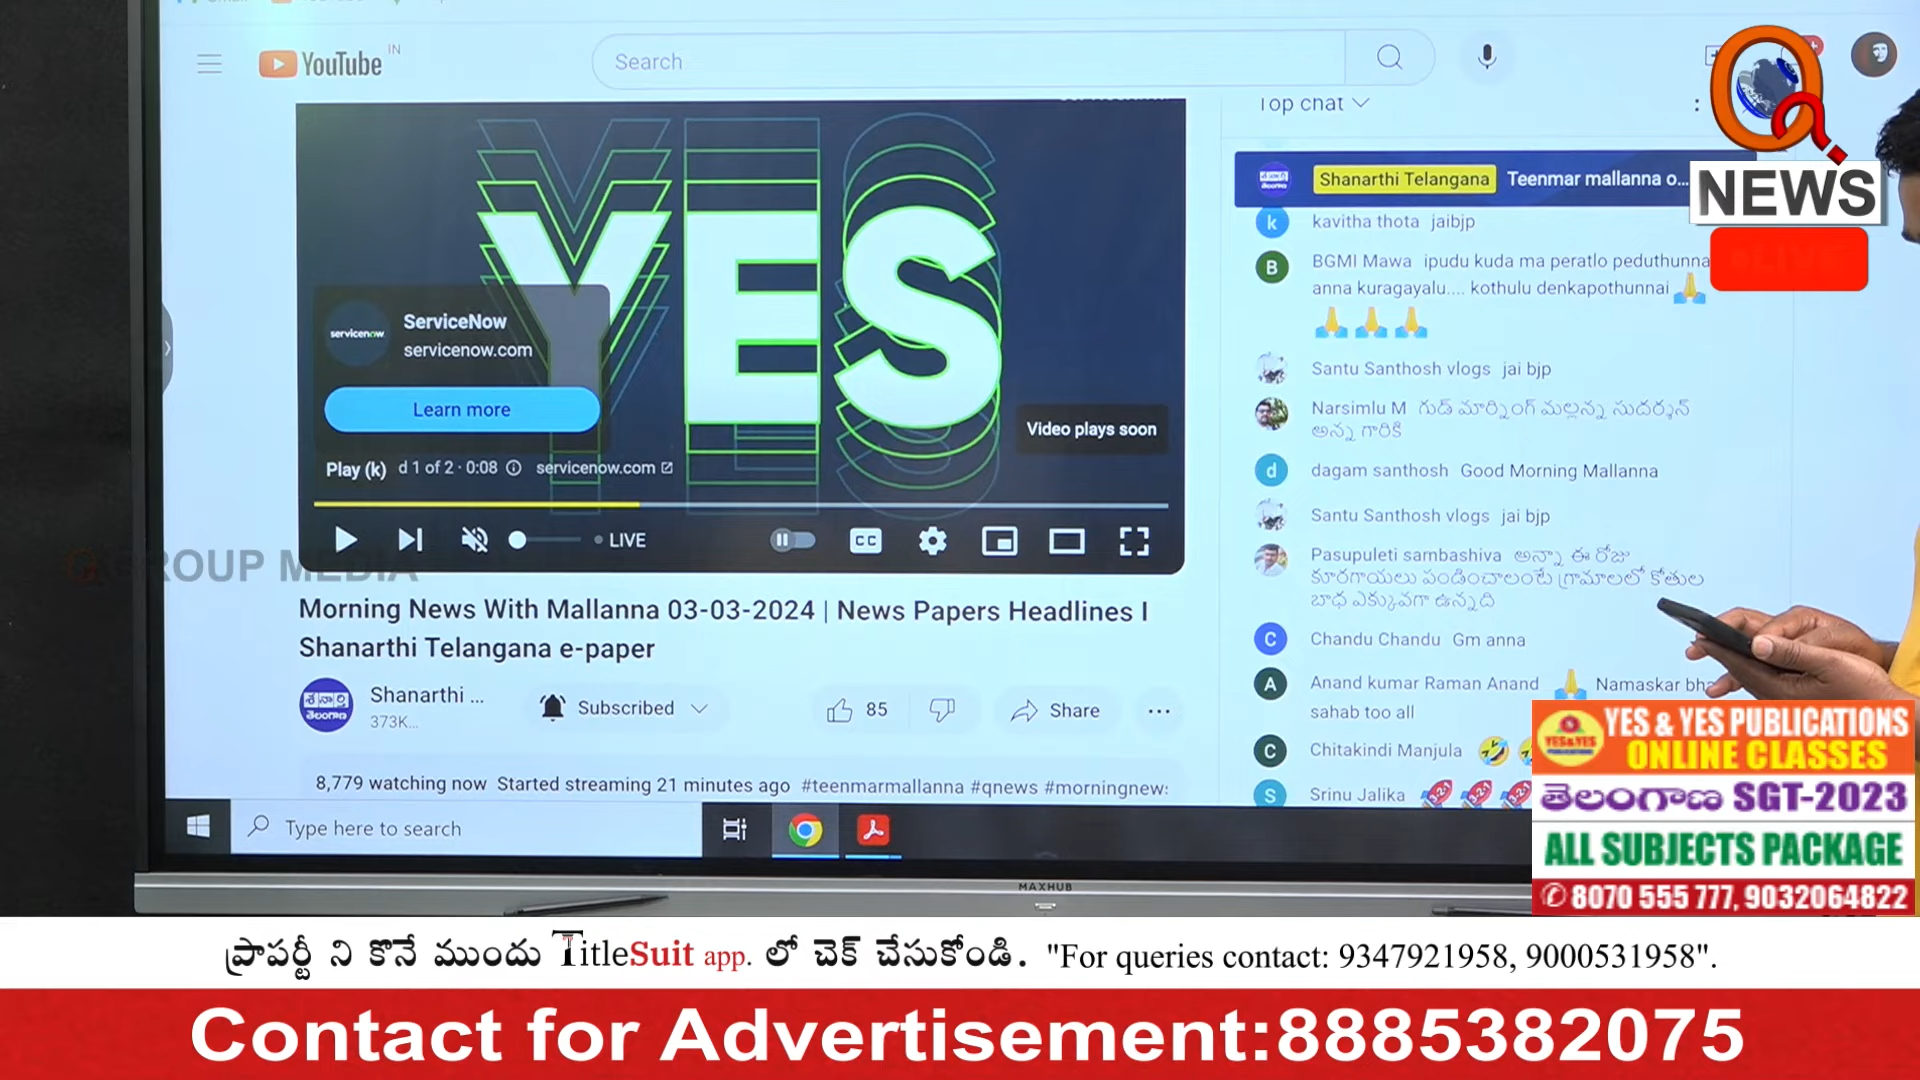 YouTube IN
Search
Top chat
Shanarthi Telangana Teenmar mallanna o...
NEWS
YES
kavitha thota jaibjp
BGMI Mawa ipudu kuda ma peratlo peduthunna
anna kuragayalu.... kothulu denkapothunnai 🙏
🙏 🙏 🙏
servicenow
ServiceNow
servicenow.com
Learn more
Santu Santhosh vlogs jai bjp
Narsimlu M గుడ్ మార్నింగ్ మల్లన్న సుదర్శన్
అన్న గారికి
Video plays soon
Play (k) d 1 of 2 · 0:08 servicenow.com
dagam santhosh Good Morning Mallanna
Santu Santhosh vlogs jai bjp
LIVE
CC
GROUP MEDIA
Pasupuleti sambashiva అన్నా ఈ రోజు
కూరగాయలు పండించాలంటే గ్రామాలలో కోతుల
బాధ ఎక్కువగా ఉన్నది
Morning News With Mallanna 03-03-2024 | News Papers Headlines I
Shanarthi Telangana e-paper
Chandu Chandu Gm anna
Anand kumar Raman Anand 🙏 Namaskar bha
sahab too all
శనార్తి
తెలంగాణ
Shanarthi ...
373K...
Subscribed
85
Share
Chitakindi Manjula 🤣
Srinu Jalika
8,779 watching now Started streaming 21 minutes ago #teenmarmallanna #qnews #morningnew:
Type here to search
MAXHUB
YES & YES PUBLICATIONS
ONLINE CLASSES
తెలంగాణ SGT-2023
ALL SUBJECTS PACKAGE
✆ 8070 555 777, 9032064822
ప్రాపర్టీ ని కొనే ముందు TitleSuit app. లో చెక్ చేసుకోండి. "For queries contact: 9347921958, 9000531958".
Contact for Advertisement:8885382075